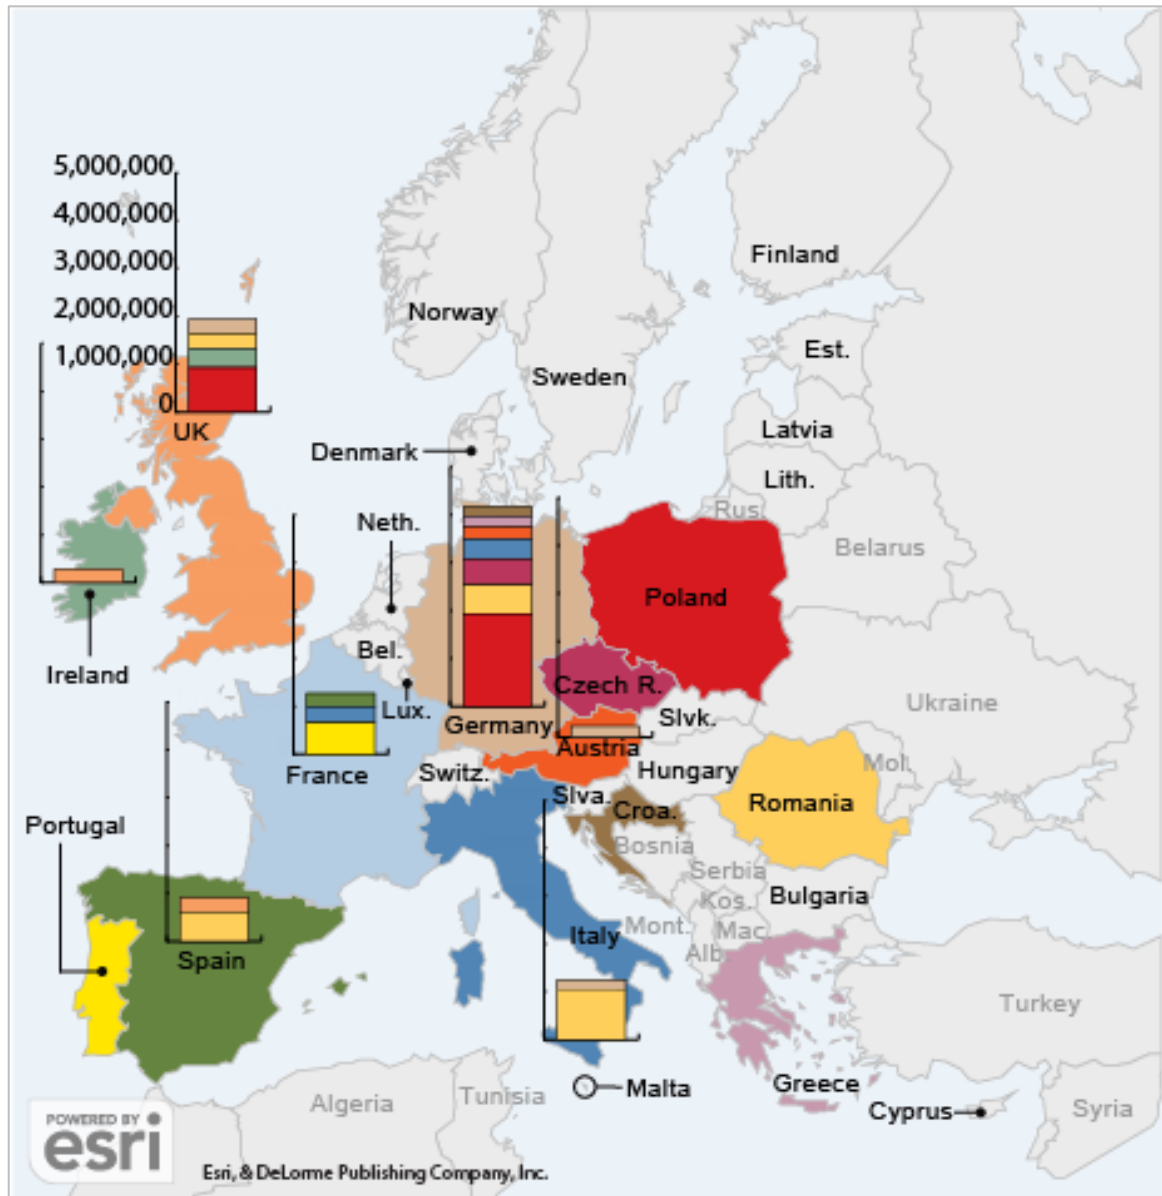 5,000,000
4,000,000
3,000,000
2,000,000
1,000,000
0
UK
Finland
Norway
Sweden
Est.
Latvia
Lith.
Rus.
Belarus
Denmark
Neth.
Ireland
Bel.
Lux.
Germany
Poland
Czech R.
Ukraine
Slvk.
Austria
France
Switz.
Hungary
Mol.
Slva.
Croa.
Romania
Portugal
Bosnia
Serbia
Kos.
Bulgaria
Mont.
Mac.
Italy
Alb.
Spain
Turkey
Malta
Greece
Cyprus
Syria
Algeria
Tunisia
POWERED BY
esri
Esri, & DeLorme Publishing Company, Inc.